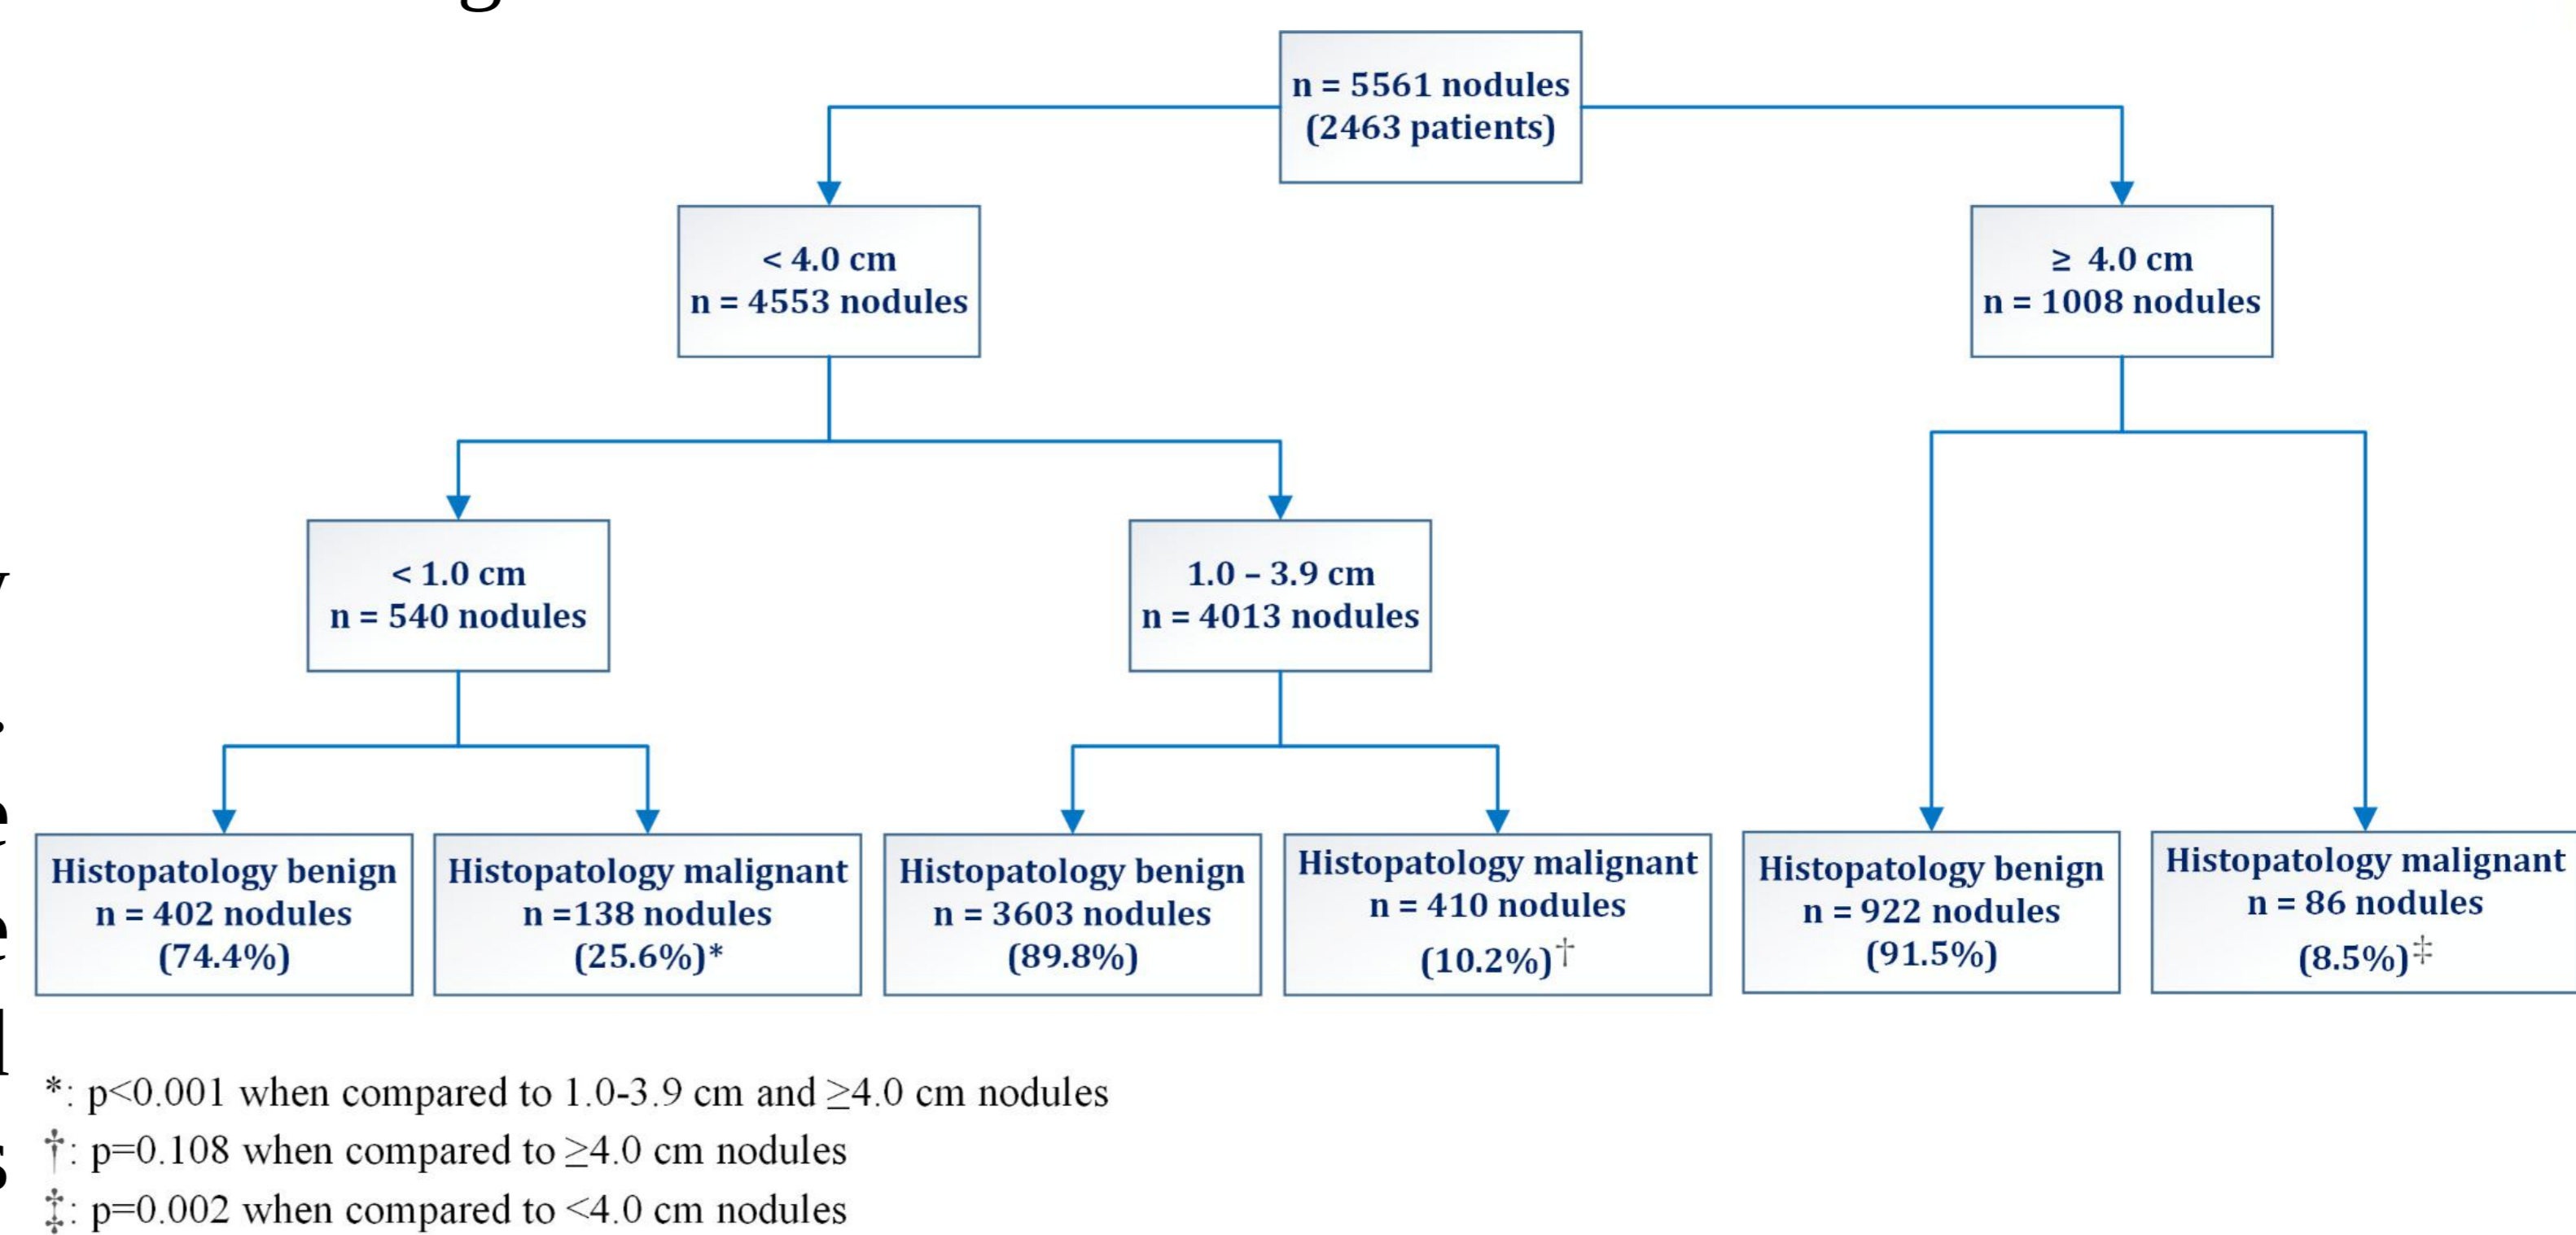 n = 5561 nodules
(2463 patients)
< 4.0 cm
n = 4553 nodules
≥ 4.0 cm
n = 1008 nodules
< 1.0 cm
n = 540 nodules
1.0 – 3.9 cm
n = 4013 nodules
Histopatology benign
n = 402 nodules
(74.4%)
Histopatology malignant
n =138 nodules
(25.6%)*
Histopatology benign
n = 3603 nodules
(89.8%)
Histopatology malignant
n = 410 nodules
(10.2%)†
Histopatology benign
n = 922 nodules
(91.5%)
Histopatology malignant
n = 86 nodules
(8.5%)‡
*: p<0.001 when compared to 1.0-3.9 cm and ≥4.0 cm nodules
†: p=0.108 when compared to ≥4.0 cm nodules
‡: p=0.002 when compared to <4.0 cm nodules